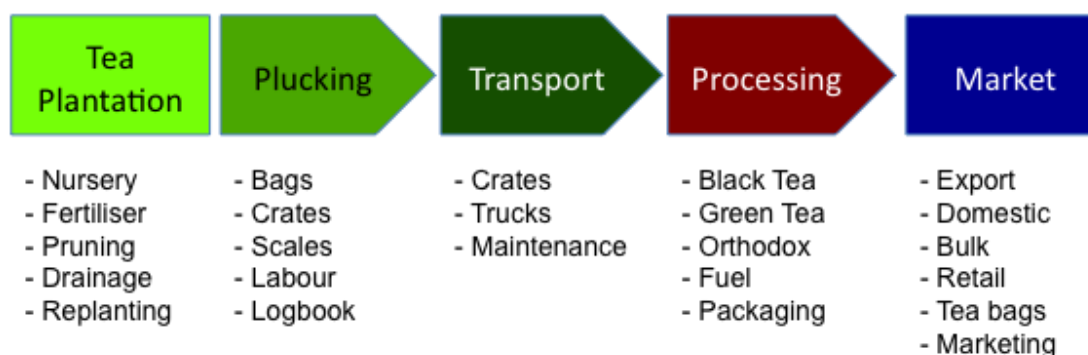 Tea
Plantation
Plucking
Transport
Processing
Market
- Nursery
- Fertiliser
- Pruning
- Drainage
- Replanting
- Bags
- Crates
- Scales
- Labour
- Logbook
- Crates
- Trucks
- Maintenance
- Black Tea
- Green Tea
- Orthodox
- Fuel
- Packaging
- Export
- Domestic
- Bulk
- Retail
- Tea bags
- Marketing